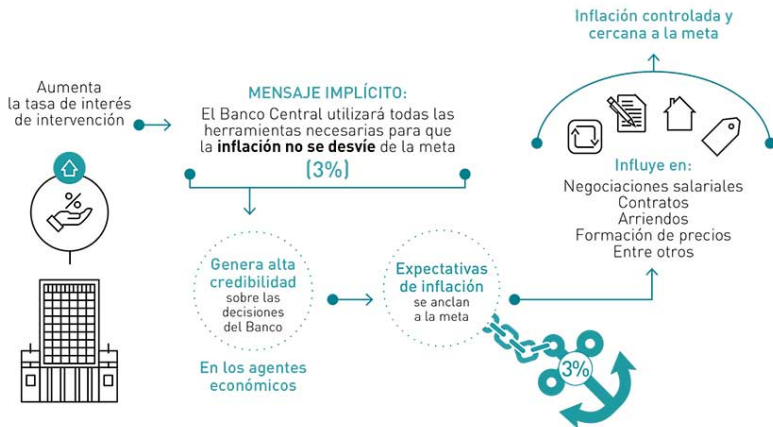 Aumenta
la tasa de interés
de intervención
MENSAJE IMPLÍCITO:
El Banco Central utilizará todas las
herramientas necesarias para que
la inflación no se desvíe de la meta
(3%)
Genera alta
credibilidad
sobre las
decisiones
del Banco
En los agentes
económicos
Expectativas
de inflación
se anclan
a la meta
3%
Influye en:
Negociaciones salariales
Contratos
Arriendos
Formación de precios
Entre otros
Inflación controlada y
cercana a la meta
%